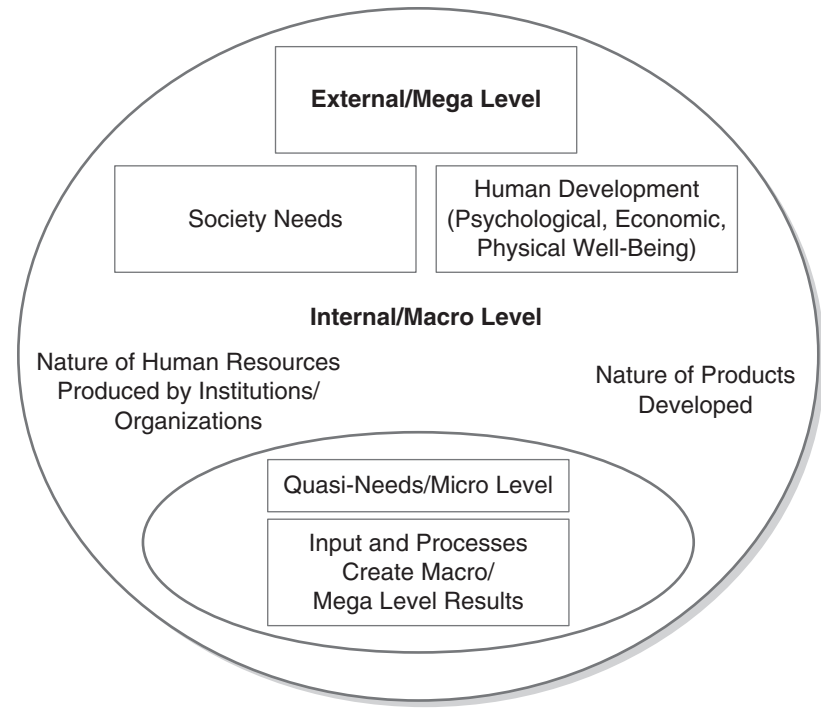 External/Mega Level
Society Needs
Human Development
(Psychological, Economic,
Physical Well-Being)
Internal/Macro Level
Nature of Human Resources
Produced by Institutions/
Organizations
Nature of Products
Developed
Quasi-Needs/Micro Level
Input and Processes
Create Macro/
Mega Level Results